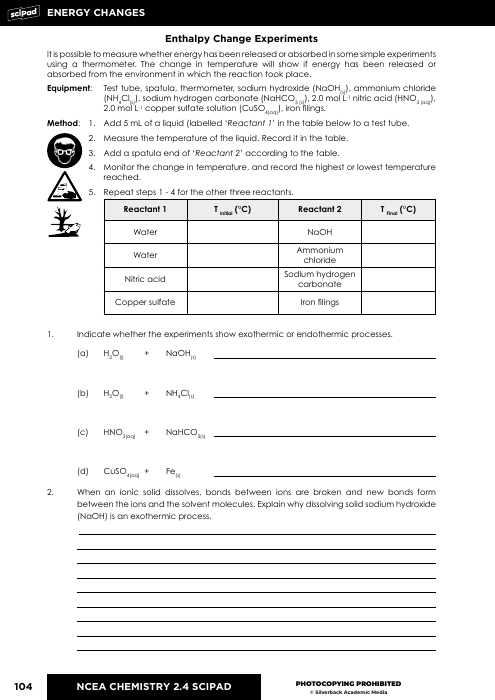 scipad ENERGY CHANGES
Enthalpy Change Experiments
It is possible to measure whether energy has been released or absorbed in some simple experiments
using a thermometer. The change in temperature will show if energy has been released or
absorbed from the environment in which the reaction took place.
Equipment: Test tube, spatula, thermometer, sodium hydroxide (NaOH(s)), ammonium chloride
(NH4Cl(s)), sodium hydrogen carbonate (NaHCO3(s)), 2.0 mol L-1 nitric acid (HNO3(aq)),
2.0 mol L-1 copper sulfate solution (CuSO4(aq)), iron filings.
Method: 1. Add 5 mL of a liquid (labelled 'Reactant 1' in the table below to a test tube.
2. Measure the temperature of the liquid. Record it in the table.
3. Add a spatula end of 'Reactant 2' according to the table.
4. Monitor the change in temperature, and record the highest or lowest temperature
reached.
5. Repeat steps 1 - 4 for the other three reactants.
Reactant 1 T Initial (°C) Reactant 2 T Final (°C)
Water NaOH
Water Ammonium
chloride
Nitric acid Sodium hydrogen
carbonate
Copper sulfate Iron filings
1. Indicate whether the experiments show exothermic or endothermic processes.
(a) H2O(l) + NaOH(s)
(b) H2O(l) + NH4Cl(s)
(c) HNO3(aq) + NaHCO3(s)
(d) CuSO4(aq) + Fe(s)
2. When an ionic solid dissolves, bonds between ions are broken and new bonds form
between the ions and the solvent molecules. Explain why dissolving solid sodium hydroxide
(NaOH) is an exothermic process.
104 NCEA CHEMISTRY 2.4 SCIPAD
PHOTOCOPYING PROHIBITED
© Silverback Academic Media